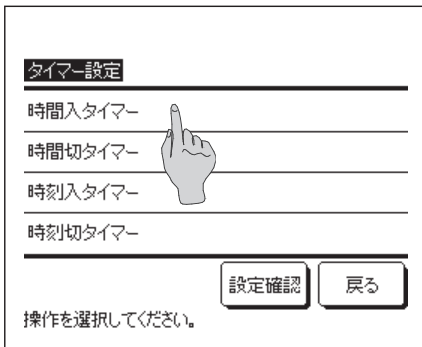 タイマー設定
時間入タイマー
時間切タイマー
時刻入タイマー
時刻切タイマー
設定確認 戻る
操作を選択してください。